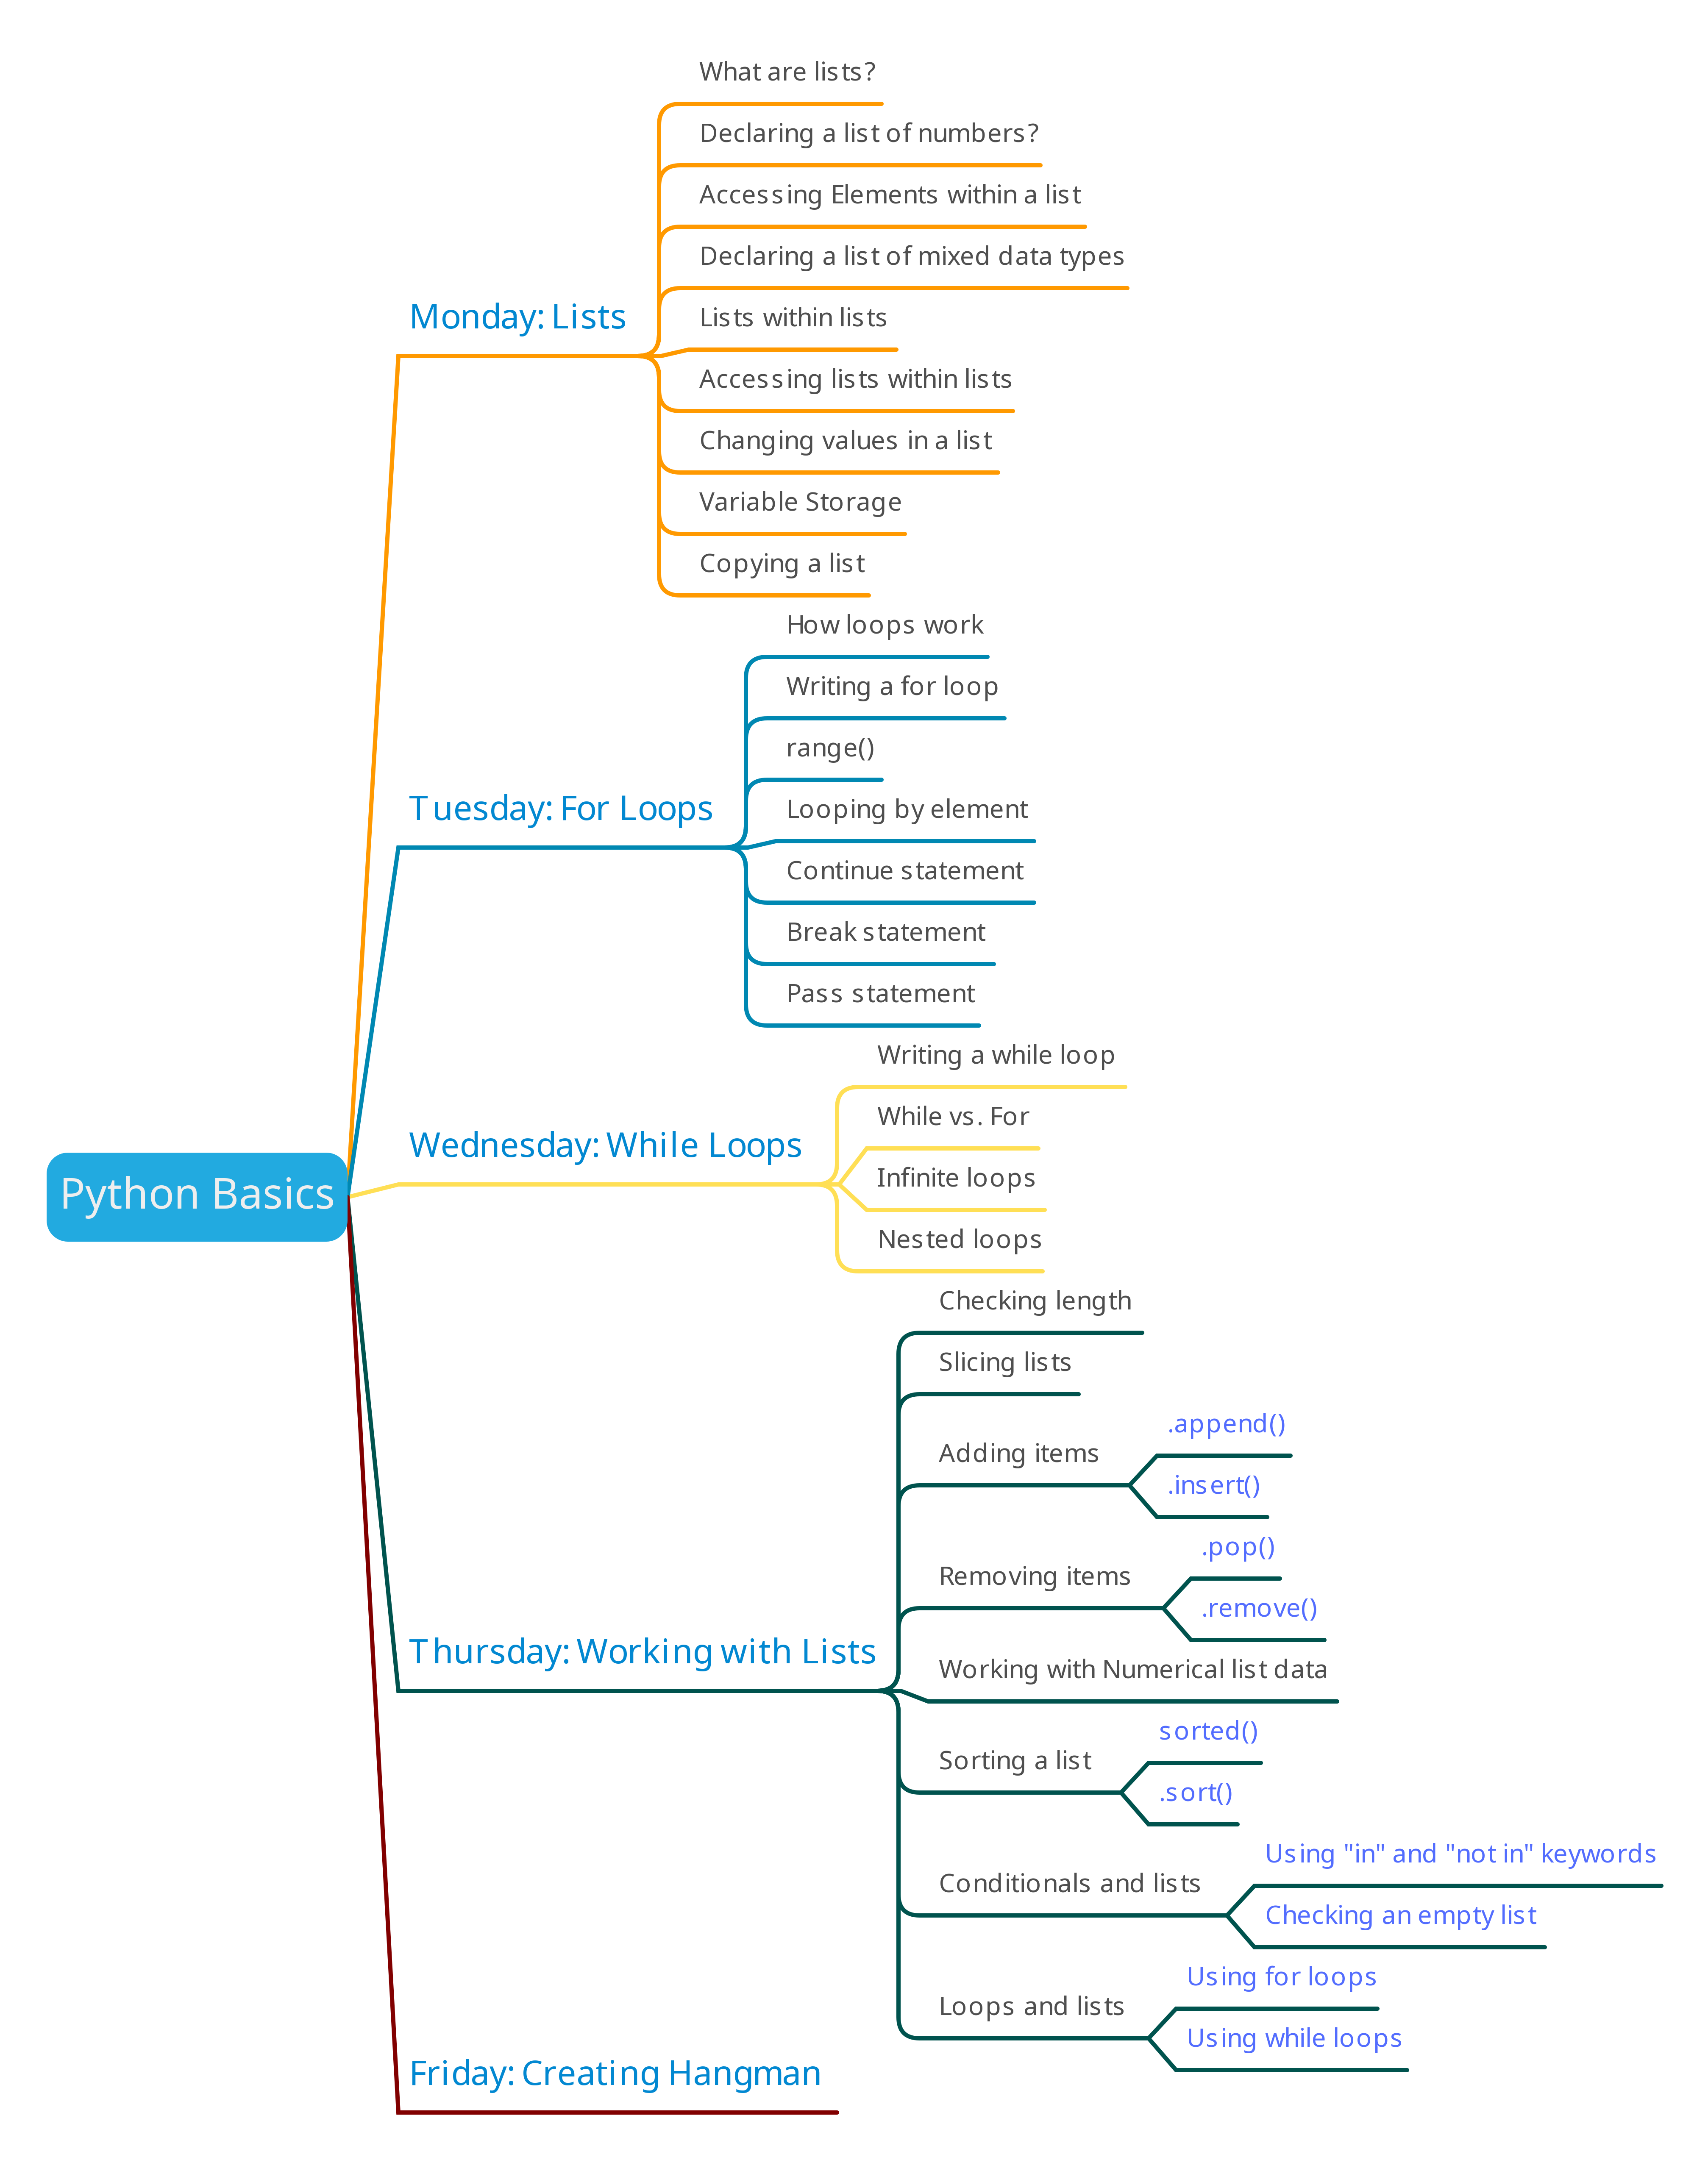 What are lists?
Declaring a list of numbers?
Accessing Elements within a list
Declaring a list of mixed data types
Monday: Lists
Lists within lists
Accessing lists within lists
Changing values in a list
Variable Storage
Copying a list
How loops work
Writing a for loop
range()
Tuesday: For Loops
Looping by element
Continue statement
Break statement
Pass statement
Writing a while loop
While vs. For
Wednesday: While Loops
Infinite loops
Nested loops
Python Basics
Checking length
Slicing lists
Adding items
.append()
.insert()
Removing items
.pop()
.remove()
Thursday: Working with Lists
Working with Numerical list data
Sorting a list
sorted()
.sort()
Conditionals and lists
Using "in" and "not in" keywords
Checking an empty list
Loops and lists
Using for loops
Using while loops
Friday: Creating Hangman